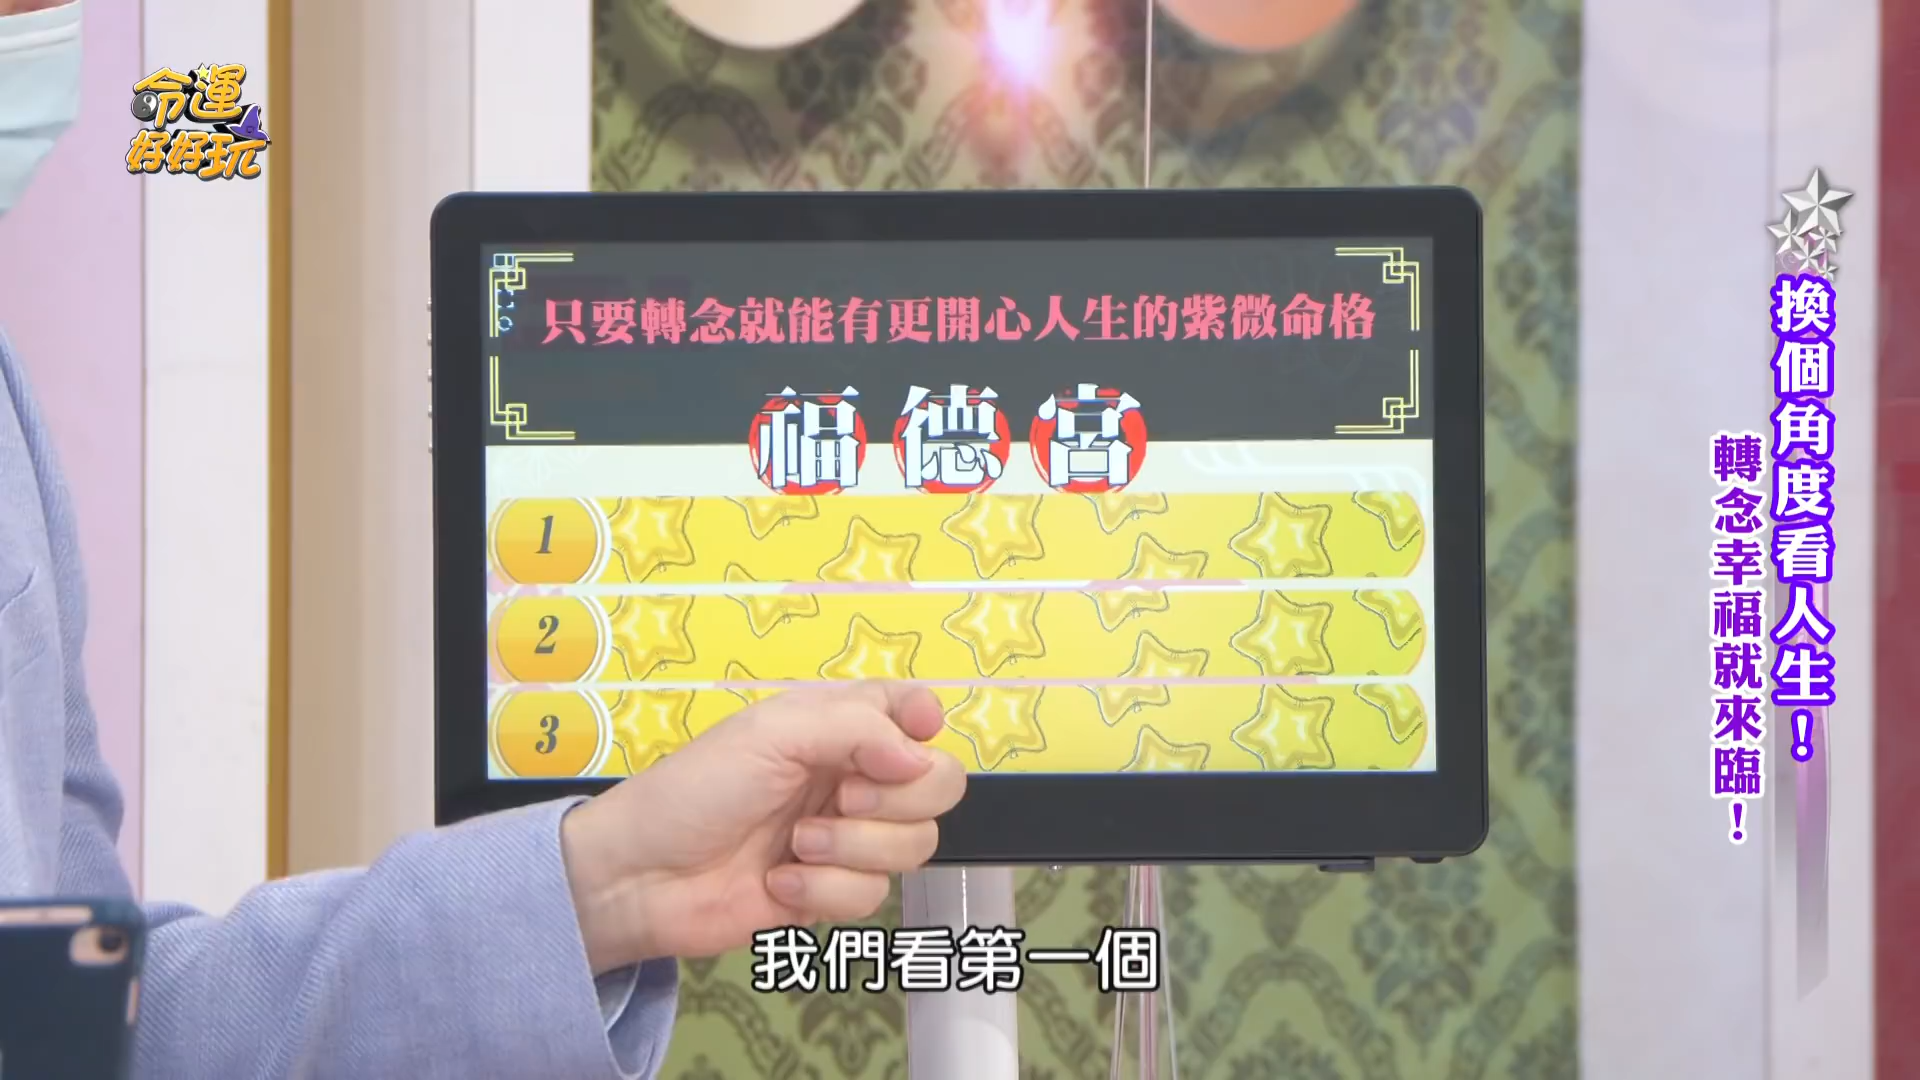 命運
好好玩
只要轉念就能有更開心人生的紫微命格
福德宮
1
2
3
換個角度看人生！
轉念幸福就來臨！
我們看第一個